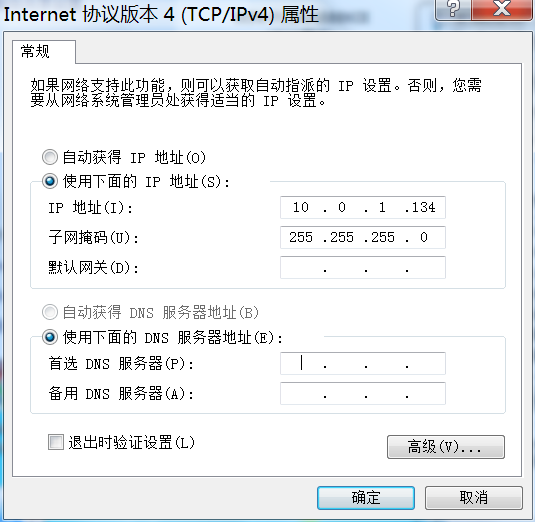 Internet 协议版本 4 (TCP/IPv4) 属性
常规
如果网络支持此功能，则可以获取自动指派的 IP 设置。否则，您需
要从网络系统管理员处获得适当的 IP 设置。
自动获得 IP 地址(O)
使用下面的 IP 地址(S):
IP 地址(I): 10 . 0 . 1 .134
子网掩码(U): 255 .255 .255 . 0
默认网关(D): . . .
自动获得 DNS 服务器地址(B)
使用下面的 DNS 服务器地址(E):
首选 DNS 服务器(P): . . .
备用 DNS 服务器(A): . . .
退出时验证设置(L)
高级(V)...
确定
取消